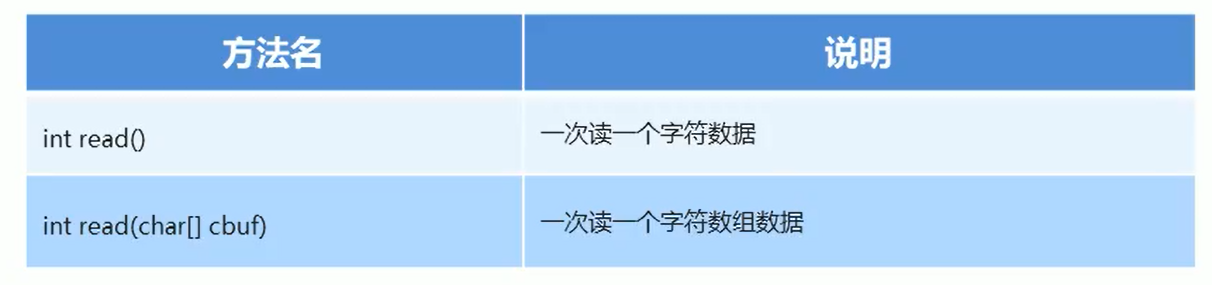 方法名 说明
int read() 一次读一个字符数据
int read(char[] cbuf) 一次读一个字符数组数据